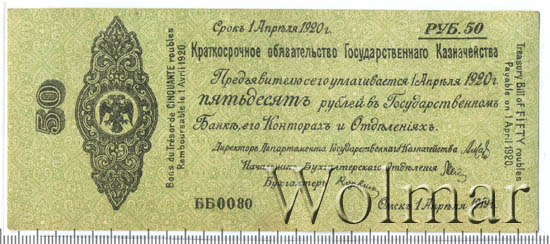 Срокъ 1 Апрѣля 1920 г.
РУБ. 50
Краткосрочное обязательство Государственнаго Казначейства
Предъявителю сего уплачивается 1 Апрѣля 1920 г.
пятьдесятъ рублей въ Государственномъ
Банкѣ, его Конторахъ и Отдѣленіяхъ.
Директоръ Департамента Государственнаго Казначейства
Начальникъ Бухгалтерскаго Отдѣленія
Бухгалтеръ
ББ0080
Омскъ 1 Апрѣля 1919 г.
50
Bons du Trésor de CINQUANTE roubles
Remboursable le 1 Avril 1920.
Treasury Bill of FIFTY roubles
Payable on 1 April 1920.
Wolmar